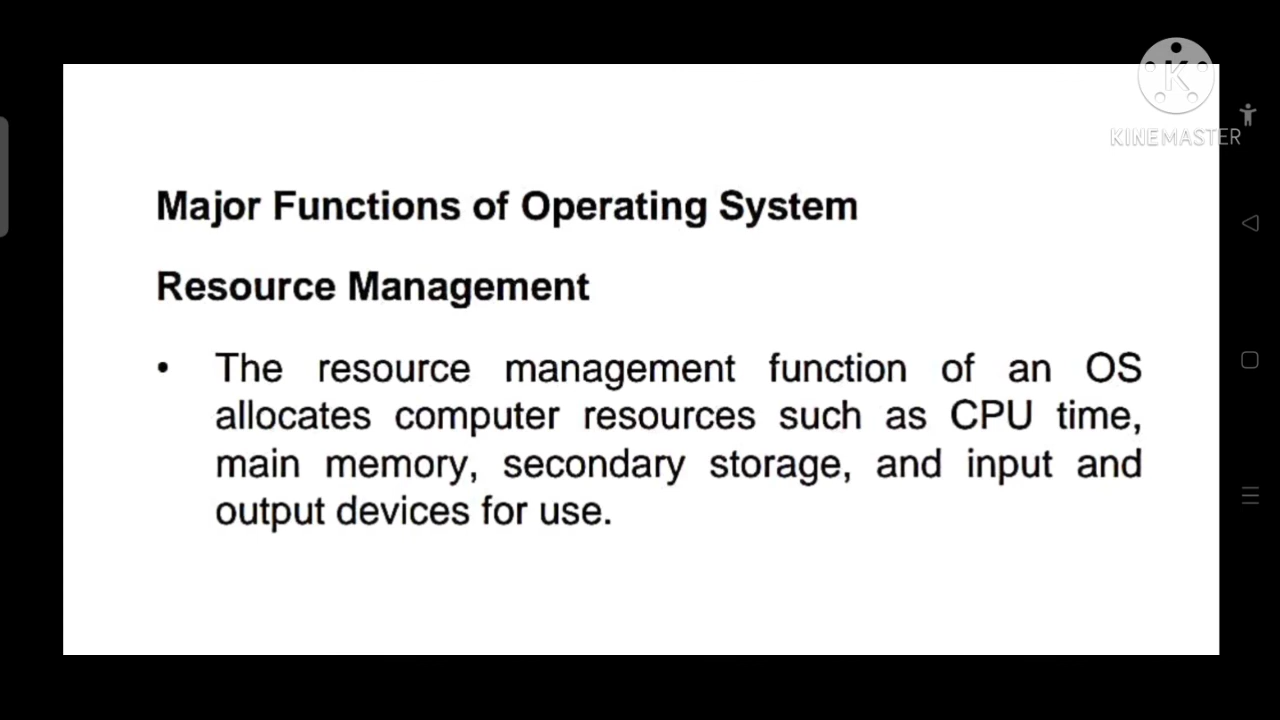 KINEMASTER
Major Functions of Operating System
Resource Management
• The resource management function of an OS
allocates computer resources such as CPU time,
main memory, secondary storage, and input and
output devices for use.